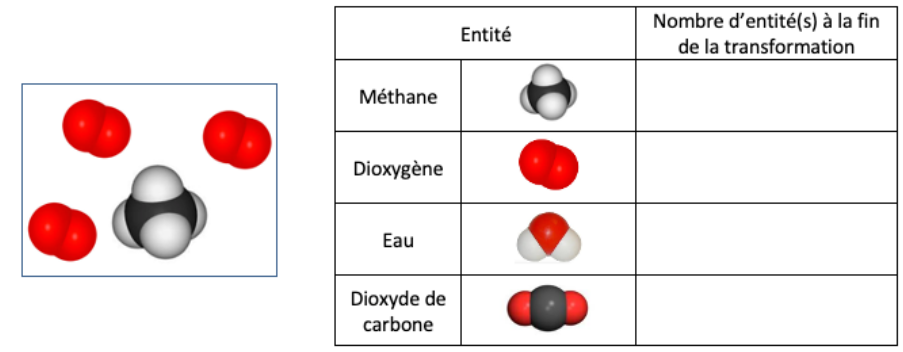 Entité
Nombre d'entité(s) à la fin
de la transformation
Méthane
Dioxygène
Eau
Dioxyde de
carbone